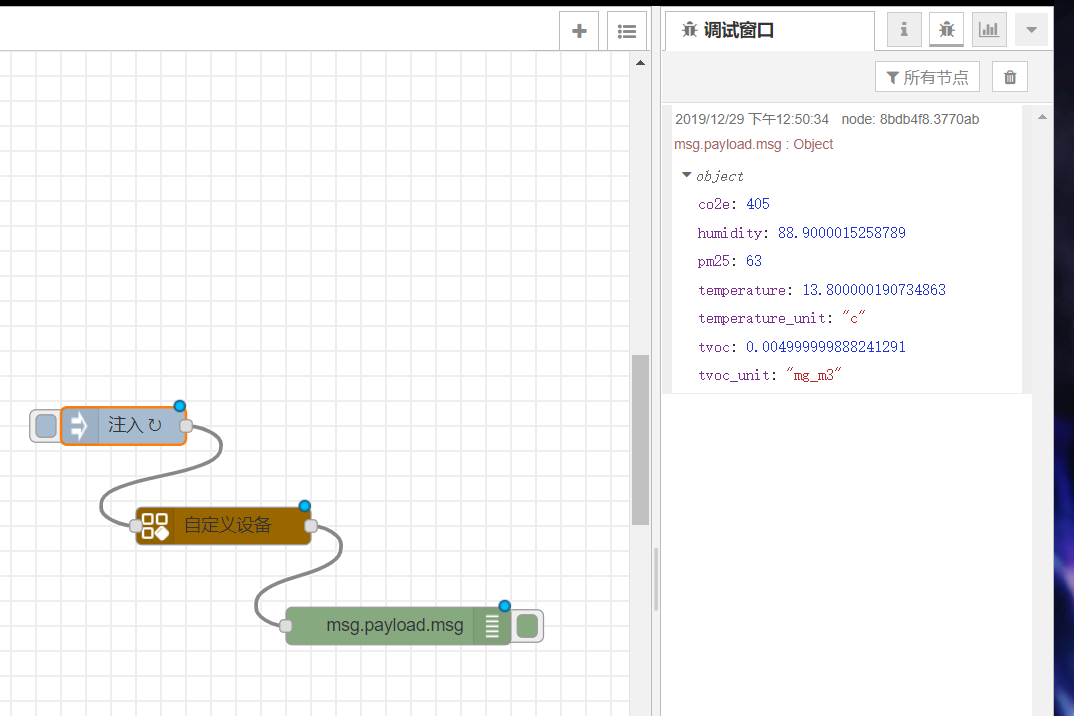 调试窗口
所有节点
2019/12/29 下午12:50:34 node: 8bdb4f8.3770ab
msg.payload.msg : Object
object
co2e: 405
humidity: 88.9000015258789
pm25: 63
temperature: 13.800000190734863
temperature_unit: "c"
tvoc: 0.004999999888241291
tvoc_unit: "mg_m3"
注入 ↻
自定义设备
msg.payload.msg